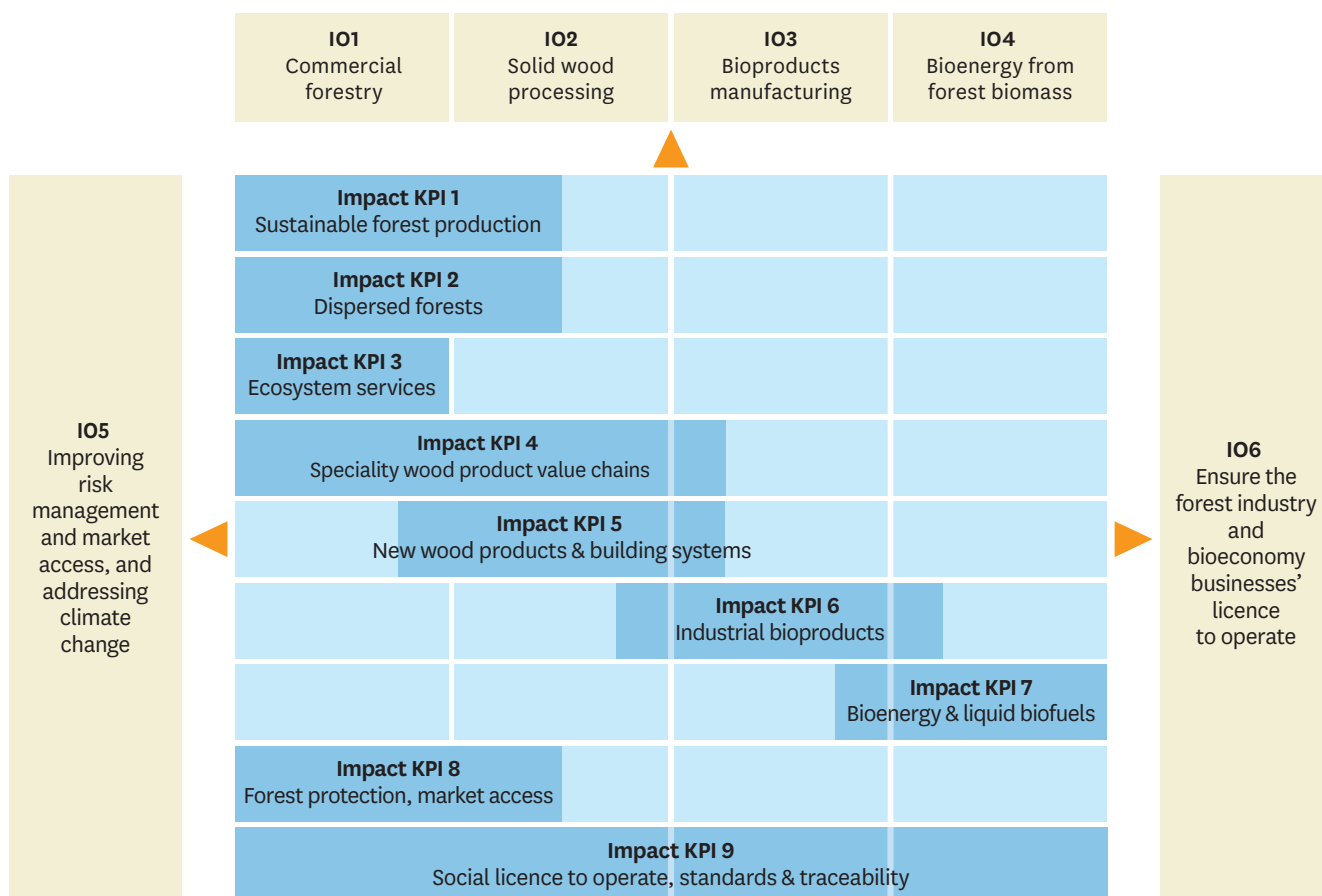 IO1
Commercial
forestry
IO2
Solid wood
processing
IO3
Bioproducts
manufacturing
IO4
Bioenergy from
forest biomass
IO5
Improving
risk
management
and market
access, and
addressing
climate
change
Impact KPI 1
Sustainable forest production
Impact KPI 2
Dispersed forests
Impact KPI 3
Ecosystem services
Impact KPI 4
Speciality wood product value chains
Impact KPI 5
New wood products & building systems
Impact KPI 6
Industrial bioproducts
Impact KPI 7
Bioenergy & liquid biofuels
Impact KPI 8
Forest protection, market access
Impact KPI 9
Social licence to operate, standards & traceability
IO6
Ensure the
forest industry
and
bioeconomy
businesses’
licence
to operate